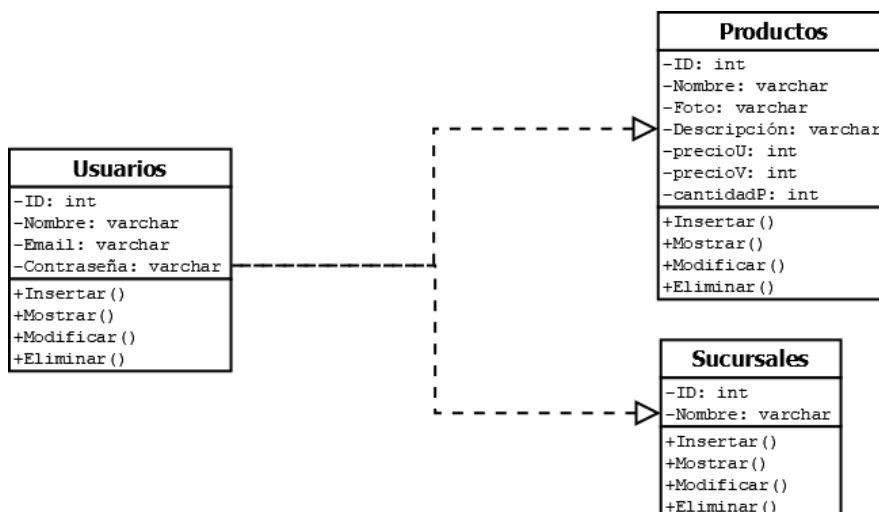 Usuarios
-ID: int
-Nombre: varchar
-Email: varchar
-Contraseña: varchar
+Insertar()
+Mostrar()
+Modificar()
+Eliminar()
Productos
-ID: int
-Nombre: varchar
-Foto: varchar
-Descripción: varchar
-precioU: int
-precioV: int
-cantidadP: int
+Insertar()
+Mostrar()
+Modificar()
+Eliminar()
Sucursales
-ID: int
-Nombre: varchar
+Insertar()
+Mostrar()
+Modificar()
+Eliminar()